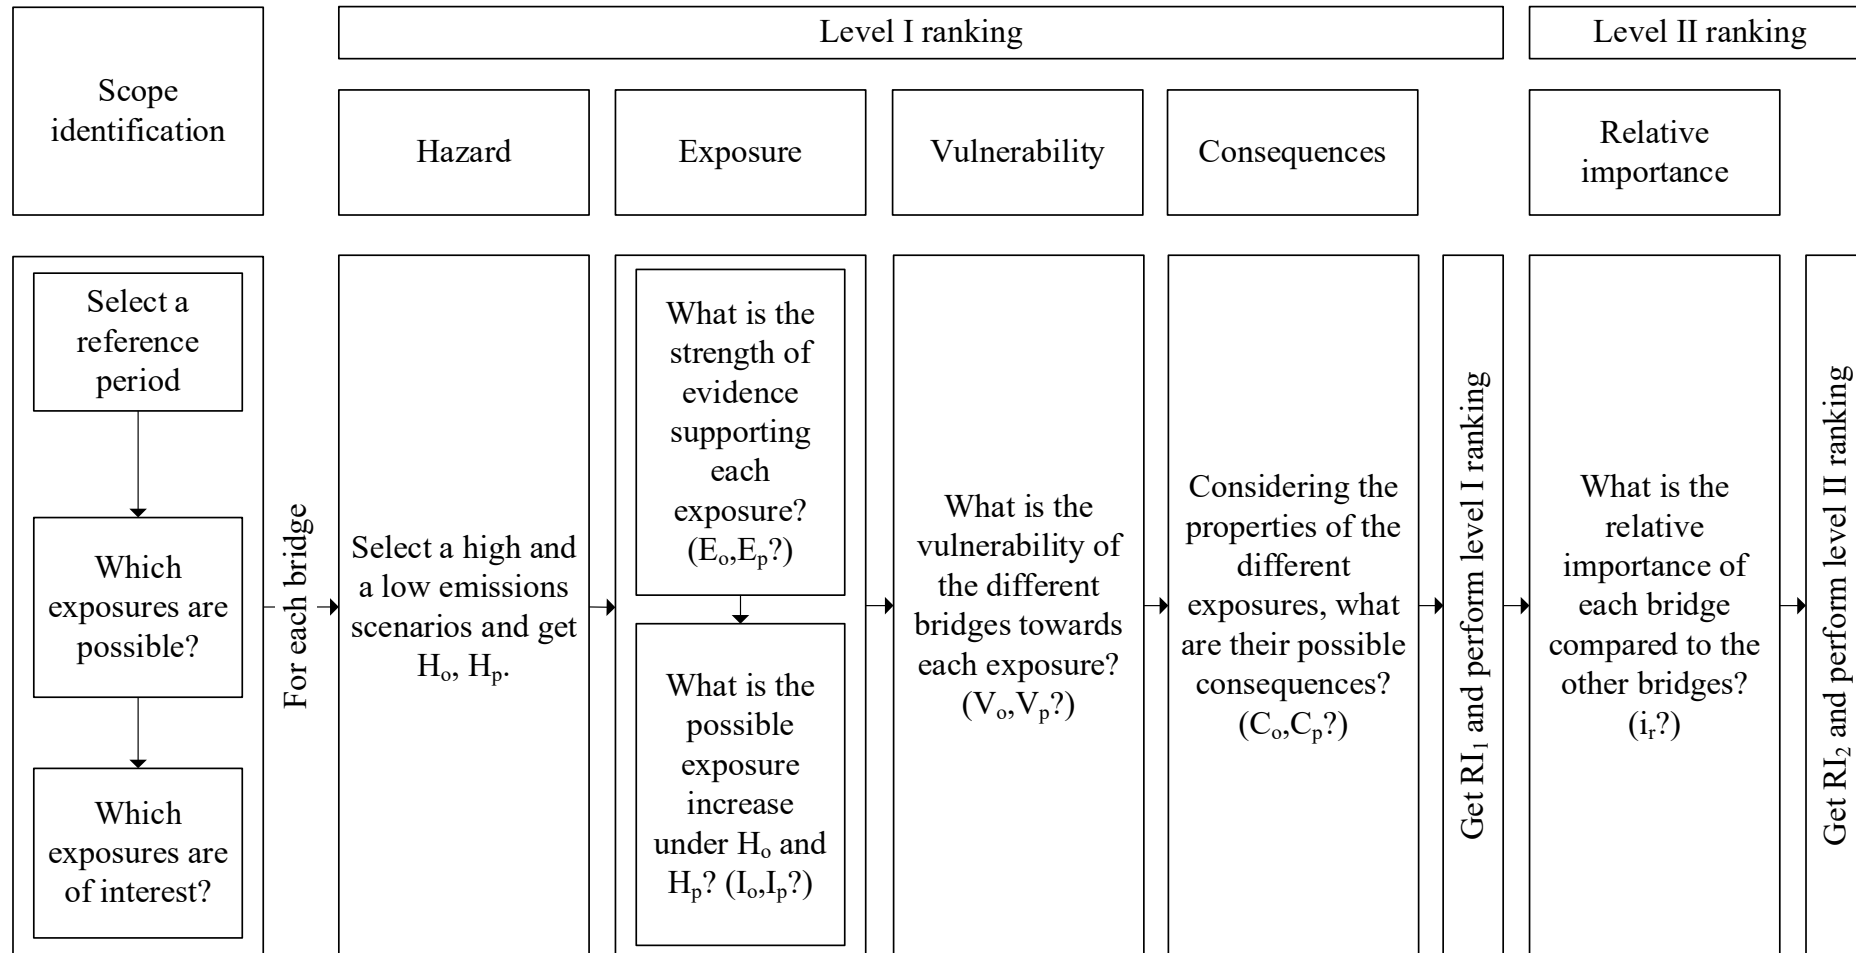 Scope
identification
Level I ranking
Level II ranking
Hazard
Exposure
Vulnerability
Consequences
Relative
importance
Select a
reference
period
Which
exposures are
possible?
Which
exposures are
of interest?
For each bridge
Select a high and
a low emissions
scenarios and get
Hₒ, Hₚ.
What is the
strength of
evidence
supporting
each
exposure?
(Eₒ,Eₚ?)
What is the
possible
exposure
increase
under Hₒ and
Hₚ? (Iₒ,Iₚ?)
What is the
vulnerability of
the different
bridges towards
each exposure?
(Vₒ,Vₚ?)
Considering the
properties of the
different
exposures, what
are their possible
consequences?
(Cₒ,Cₚ?)
Get RI₁ and perform level I ranking
What is the
relative
importance of
each bridge
compared to the
other bridges?
(iᵣ?)
Get RI₂ and perform level II ranking